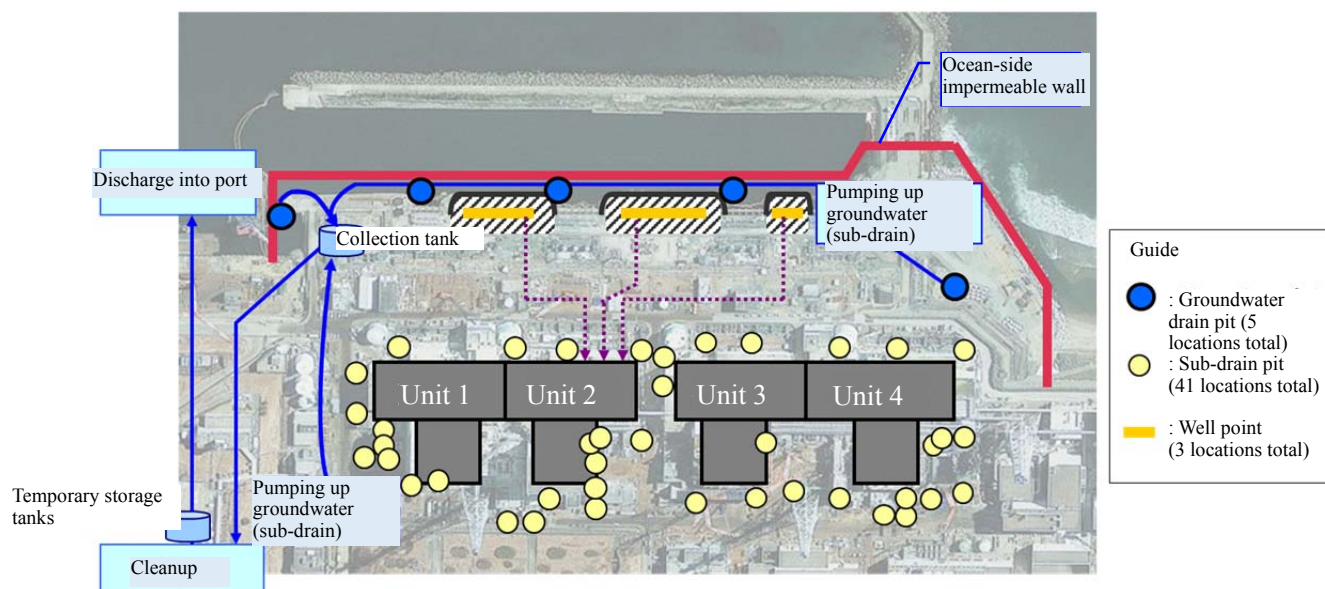 Ocean-side
impermeable wall
Discharge into port
Pumping up
groundwater
(sub-drain)
Collection tank
Guide
: Groundwater
drain pit (5
locations total)
: Sub-drain pit
(41 locations total)
: Well point
(3 locations total)
Unit 1
Unit 2
Unit 3
Unit 4
Temporary storage
tanks
Pumping up
groundwater
(sub-drain)
Cleanup